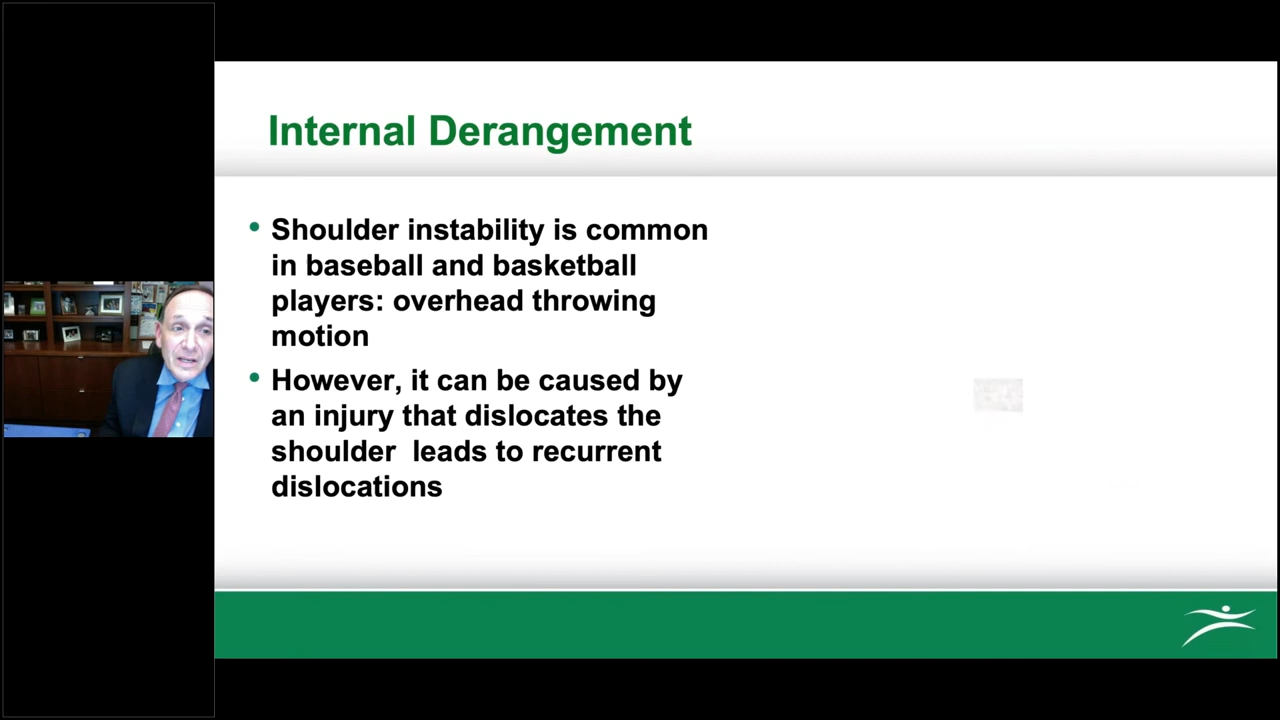 Internal Derangement
• Shoulder instability is common
in baseball and basketball
players: overhead throwing
motion
• However, it can be caused by
an injury that dislocates the
shoulder  leads to recurrent
dislocations